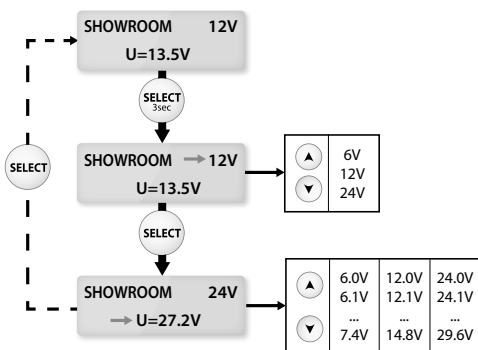 SHOWROOM 12V
U=13.5V
SELECT
3sec
SHOWROOM → 12V
U=13.5V
6V
12V
24V
SELECT
SELECT
SHOWROOM 24V
→ U=27.2V
6.0V 12.0V 24.0V
6.1V 12.1V 24.1V
... ... ...
7.4V 14.8V 29.6V